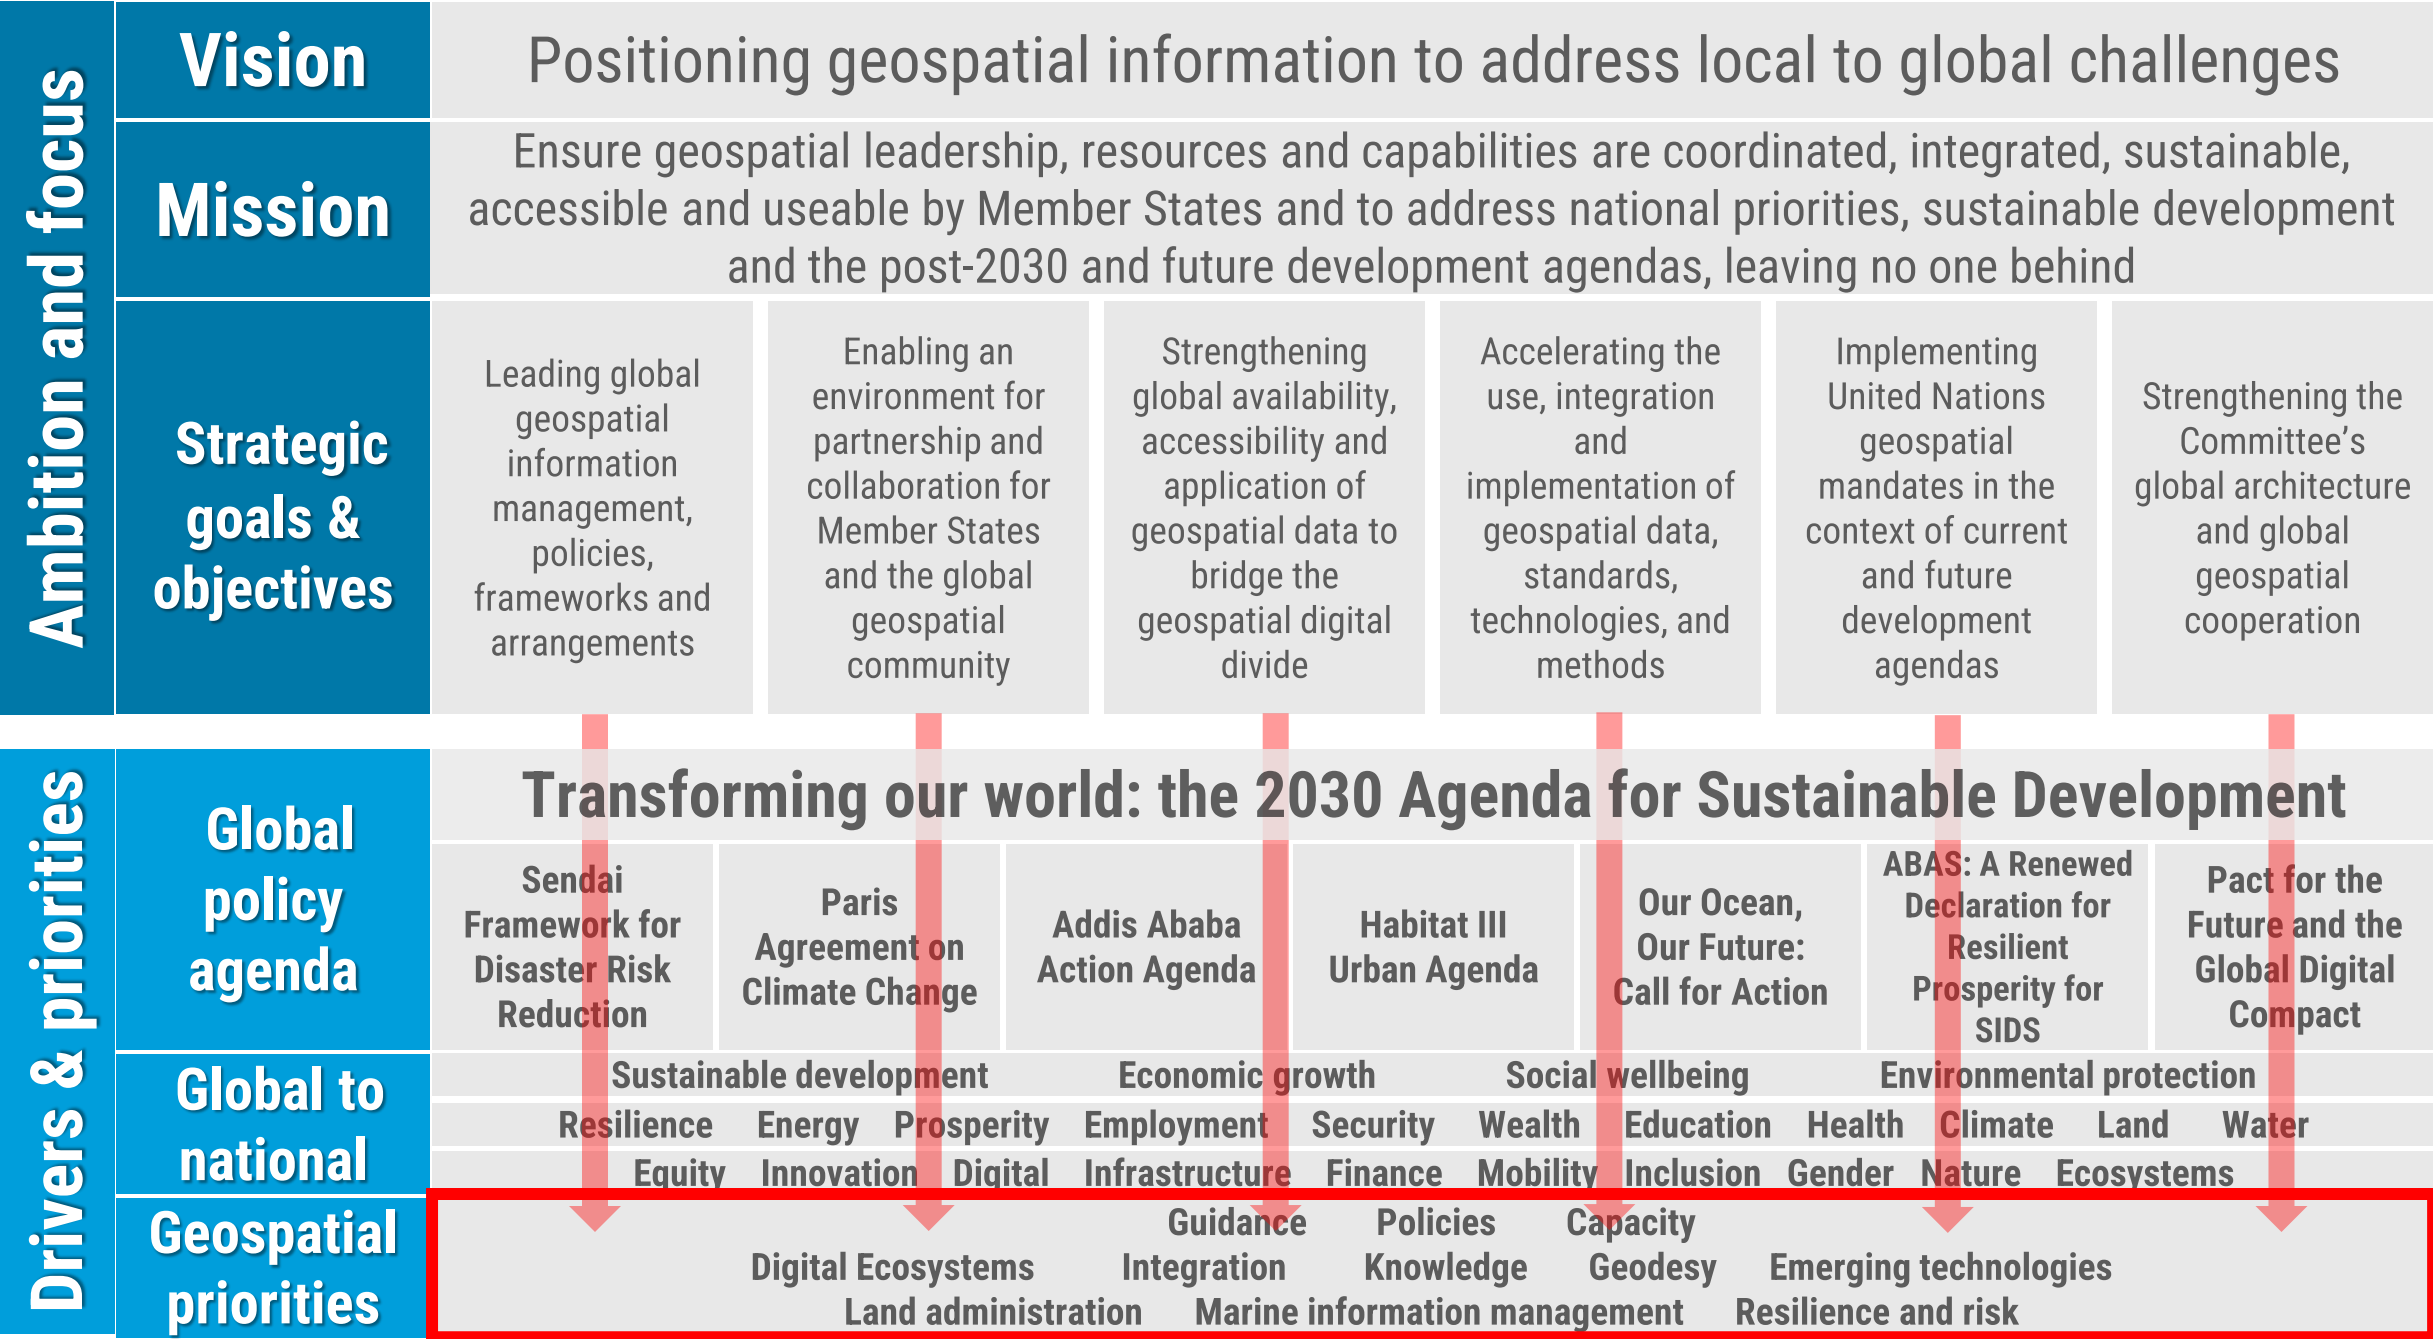 Ambition and focus
Vision
Positioning geospatial information to address local to global challenges
Mission
Ensure geospatial leadership, resources and capabilities are coordinated, integrated, sustainable,
accessible and useable by Member States and to address national priorities, sustainable development
and the post-2030 and future development agendas, leaving no one behind
Strategic
goals &
objectives
Leading global
geospatial
information
management,
policies,
frameworks and
arrangements
Enabling an
environment for
partnership and
collaboration for
Member States
and the global
geospatial
community
Strengthening
global availability,
accessibility and
application of
geospatial data to
bridge the
geospatial digital
divide
Accelerating the
use, integration
and
implementation of
geospatial data,
standards,
technologies, and
methods
Implementing
United Nations
geospatial
mandates in the
context of current
and future
development
agendas
Strengthening the
Committee’s
global architecture
and global
geospatial
cooperation
Drivers & priorities
Global
policy
agenda
Transforming our world: the 2030 Agenda for Sustainable Development
Sendai
Framework for
Disaster Risk
Reduction
Paris
Agreement on
Climate Change
Addis Ababa
Action Agenda
Habitat III
Urban Agenda
Our Ocean,
Our Future:
Call for Action
ABAS: A Renewed
Declaration for
Resilient
Prosperity for
SIDS
Pact for the
Future and the
Global Digital
Compact
Global to
national
Sustainable development Economic growth Social wellbeing Environmental protection
Resilience Energy Prosperity Employment Security Wealth Education Health Climate Land Water
Equity Innovation Digital Infrastructure Finance Mobility Inclusion Gender Nature Ecosystems
Geospatial
priorities
Guidance Policies Capacity
Digital Ecosystems Integration Knowledge Geodesy Emerging technologies
Land administration Marine information management Resilience and risk